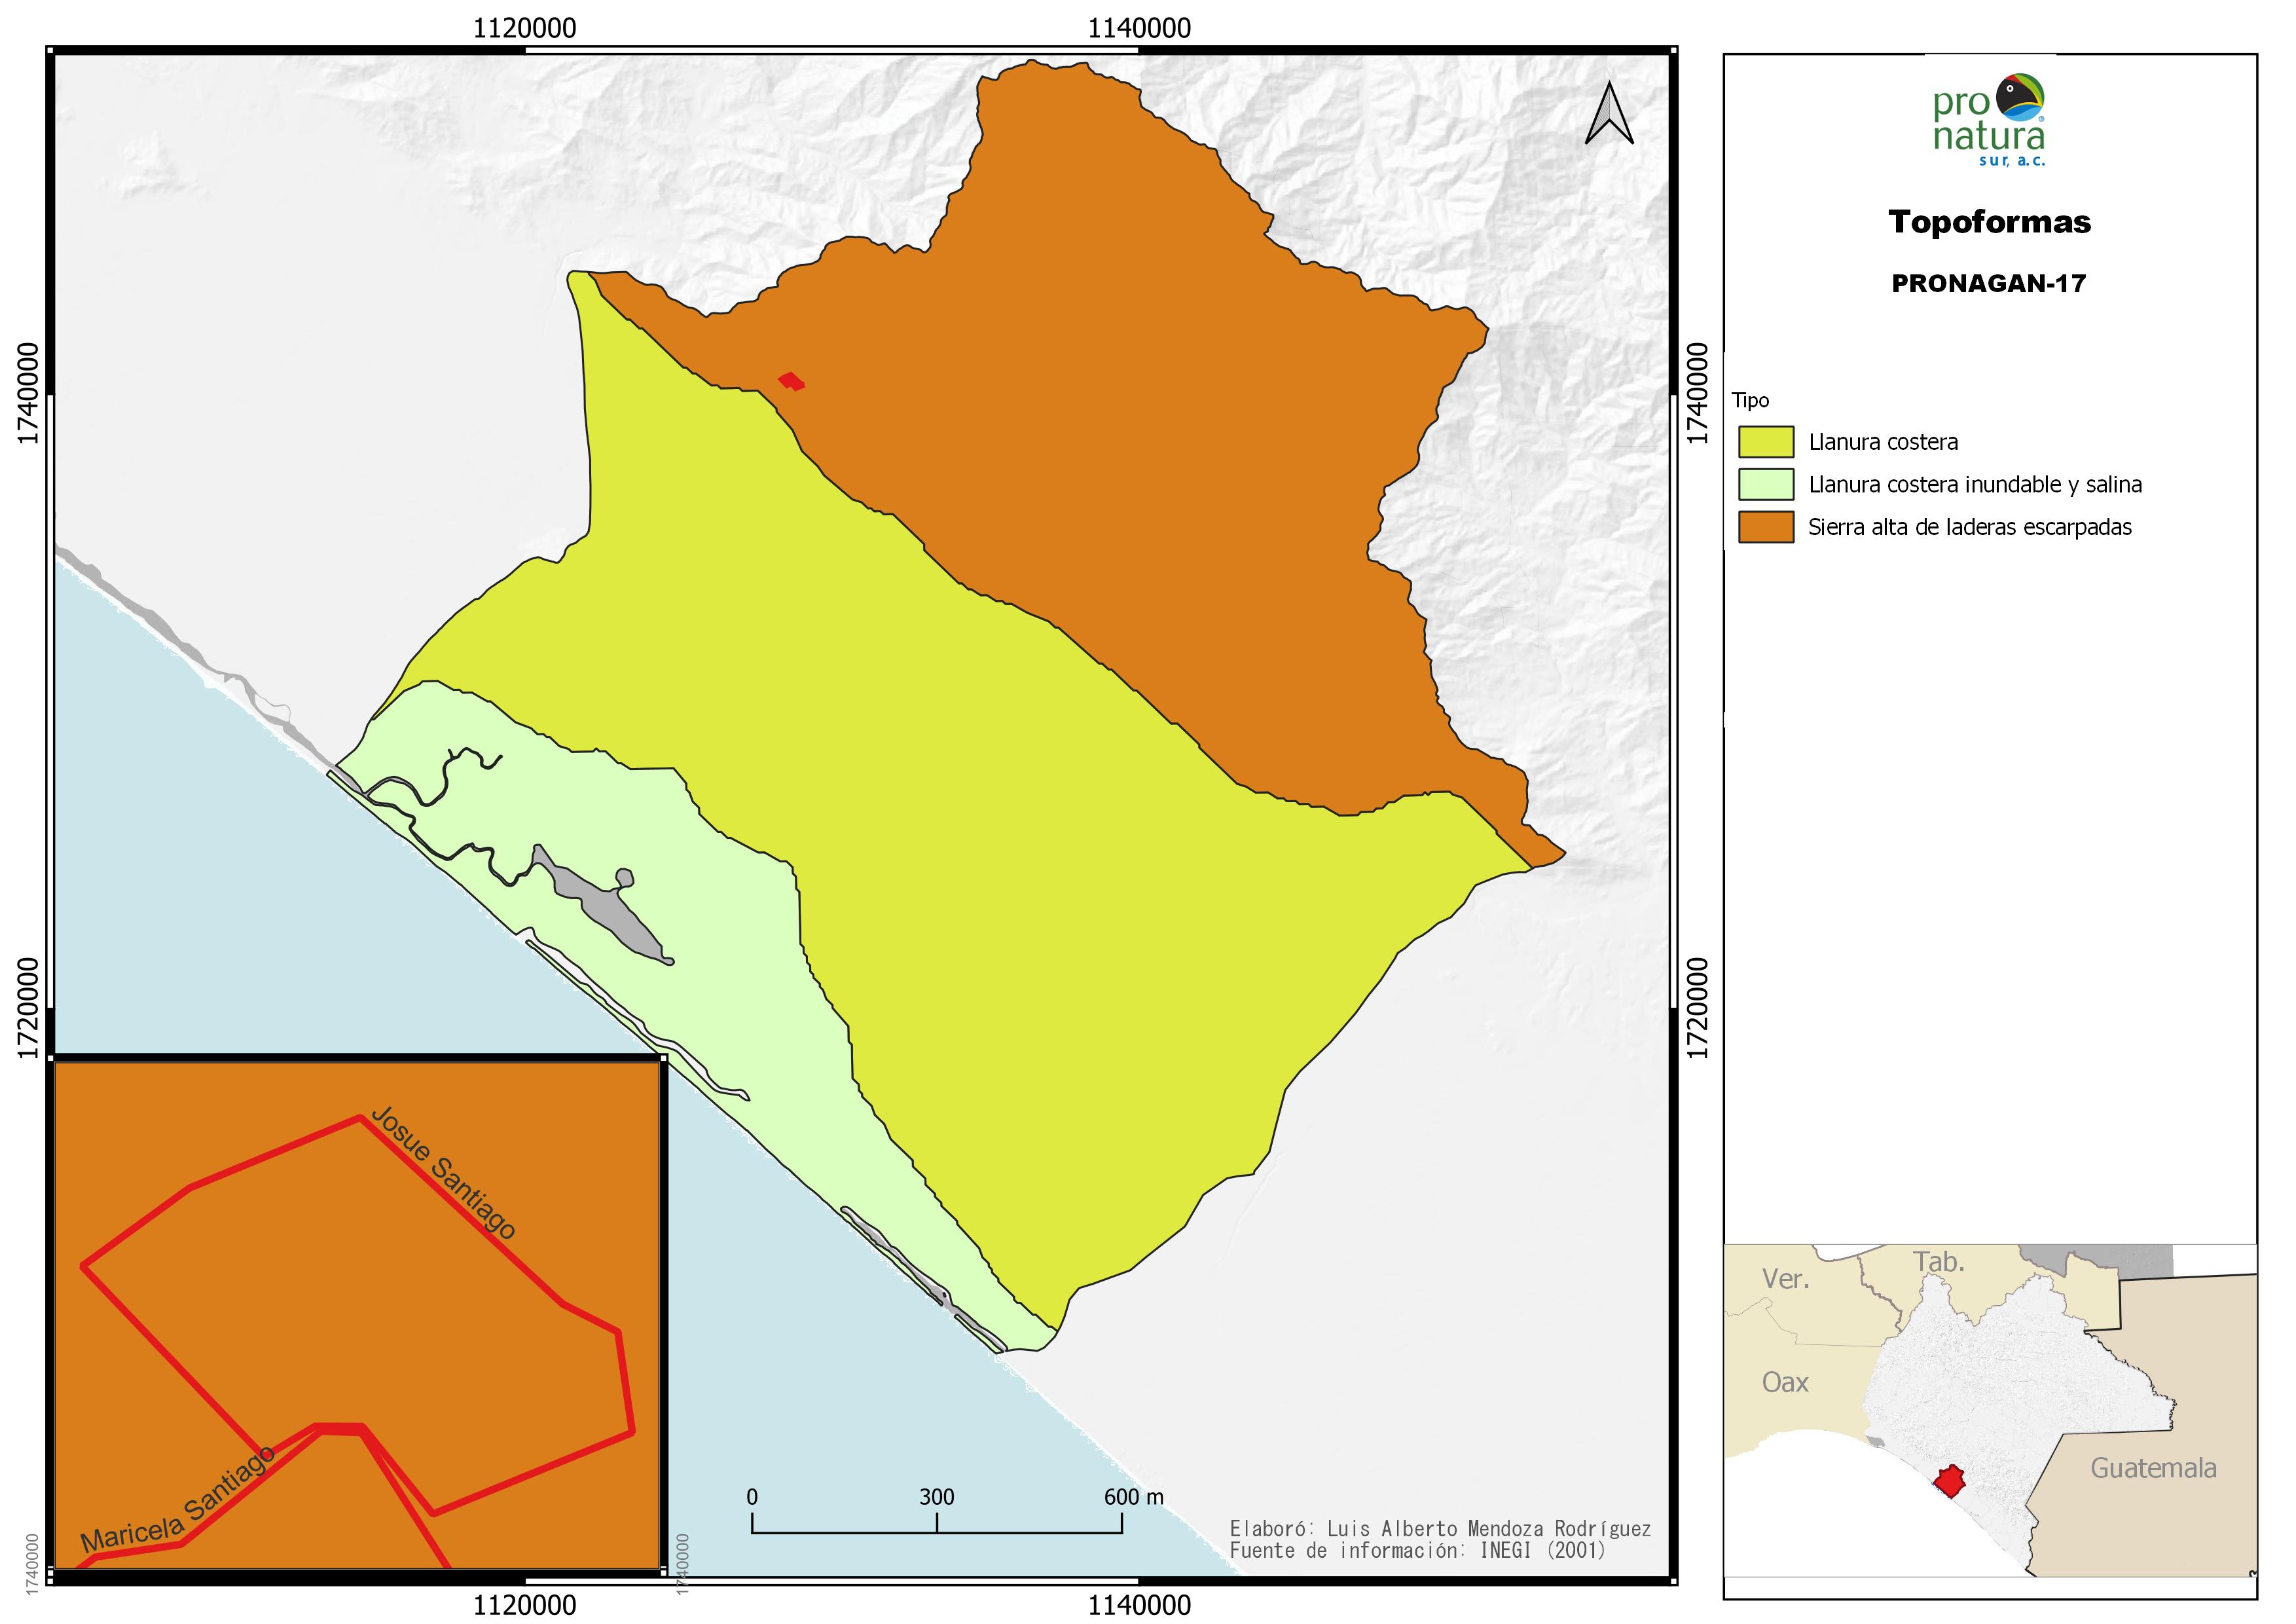 1120000
1140000
1740000
1740000
1720000
1720000
Josue Santiago
Maricela Santiago
1740000
1740000
0
300
600 m
Elaboró: Luis Alberto Mendoza Rodríguez
Fuente de información: INEGI (2001)
1120000
1140000
pro
natura
sur, a.c.
Topoformas
PRONAGAN-17
Tipo
Llanura costera
Llanura costera inundable y salina
Sierra alta de laderas escarpadas
Ver.
Tab.
Oax
Guatemala